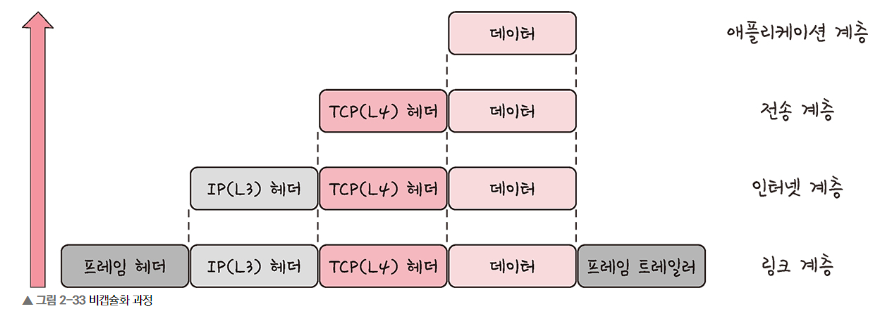 데이터 애플리케이션 계층
TCP(L4) 헤더 데이터 전송 계층
IP(L3) 헤더 TCP(L4) 헤더 데이터 인터넷 계층
프레임 헤더 IP(L3) 헤더 TCP(L4) 헤더 데이터 프레임 트레일러 링크 계층
▲ 그림 2-33 비캡슐화 과정